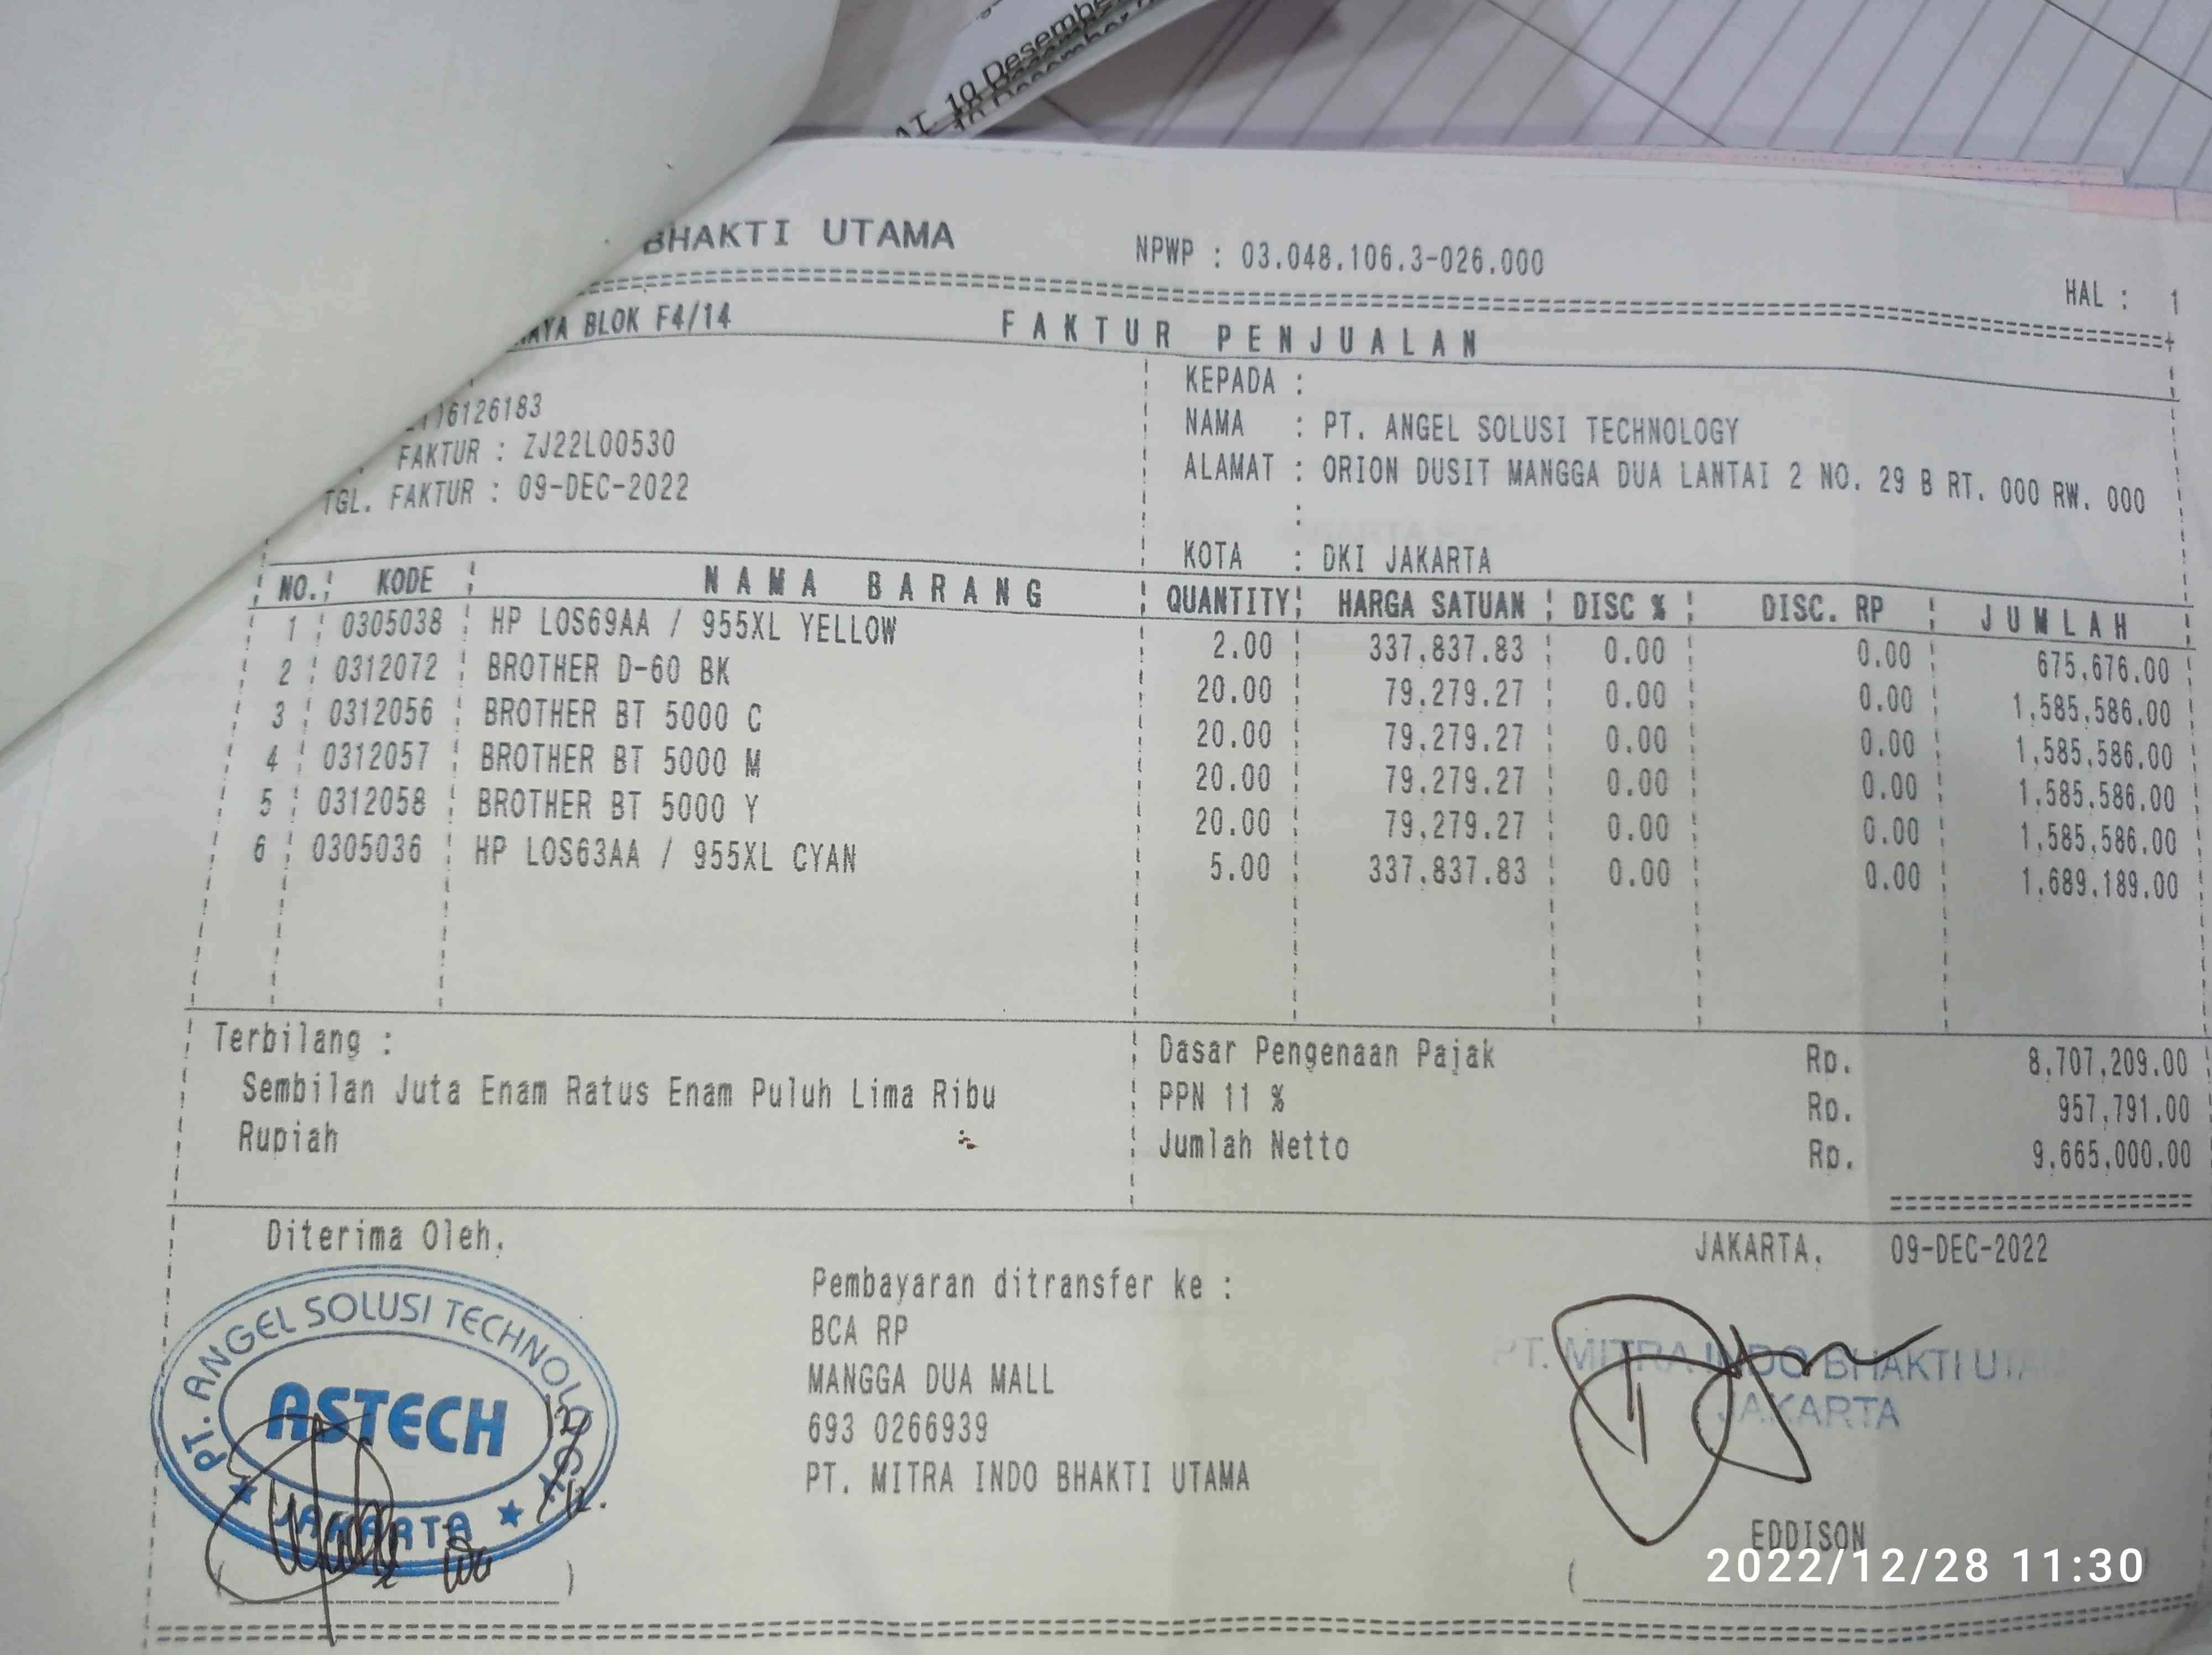 10 Desember
BHAKTI UTAMA
NPWP : 03.048.106.3-026.000
HAL : 1
BLOK F4/14
FAKTUR PENJUALAN
6126183
FAKTUR : ZJ22L00530
TGL. FAKTUR : 09-DEC-2022
KEPADA :
NAMA : PT. ANGEL SOLUSI TECHNOLOGY
ALAMAT : ORION DUSIT MANGGA DUA LANTAI 2 NO. 29 B RT. 000 RW. 000
:
KOTA : DKI JAKARTA
NO. KODE NAMA BARANG QUANTITY HARGA SATUAN DISC % DISC. RP JUMLAH
1 0305038 HP LOS69AA / 955XL YELLOW 2.00 337,837.83 0.00 0.00 675,676.00
2 0312072 BROTHER D-60 BK 20.00 79,279.27 0.00 0.00 1,585,586.00
3 0312056 BROTHER BT 5000 C 20.00 79,279.27 0.00 0.00 1,585,586.00
4 0312057 BROTHER BT 5000 M 20.00 79,279.27 0.00 0.00 1,585,586.00
5 0312058 BROTHER BT 5000 Y 20.00 79,279.27 0.00 0.00 1,585,586.00
6 0305036 HP LOS63AA / 955XL CYAN 5.00 337,837.83 0.00 0.00 1,689,189.00
Terbilang :
Sembilan Juta Enam Ratus Enam Puluh Lima Ribu
Rupiah
Dasar Pengenaan Pajak Rp. 8,707,209.00
PPN 11 % Rp. 957,791.00
Jumlah Netto Rp. 9,665,000.00
Diterima Oleh,
PT. ANGEL SOLUSI TECHNOLOGY
ASTECH
JAKARTA
Pembayaran ditransfer ke :
BCA RP
MANGGA DUA MALL
693 0266939
PT. MITRA INDO BHAKTI UTAMA
JAKARTA, 09-DEC-2022
PT. MITRA INDO BHAKTI UTAMA
JAKARTA
EDDISON
2022/12/28 11:30